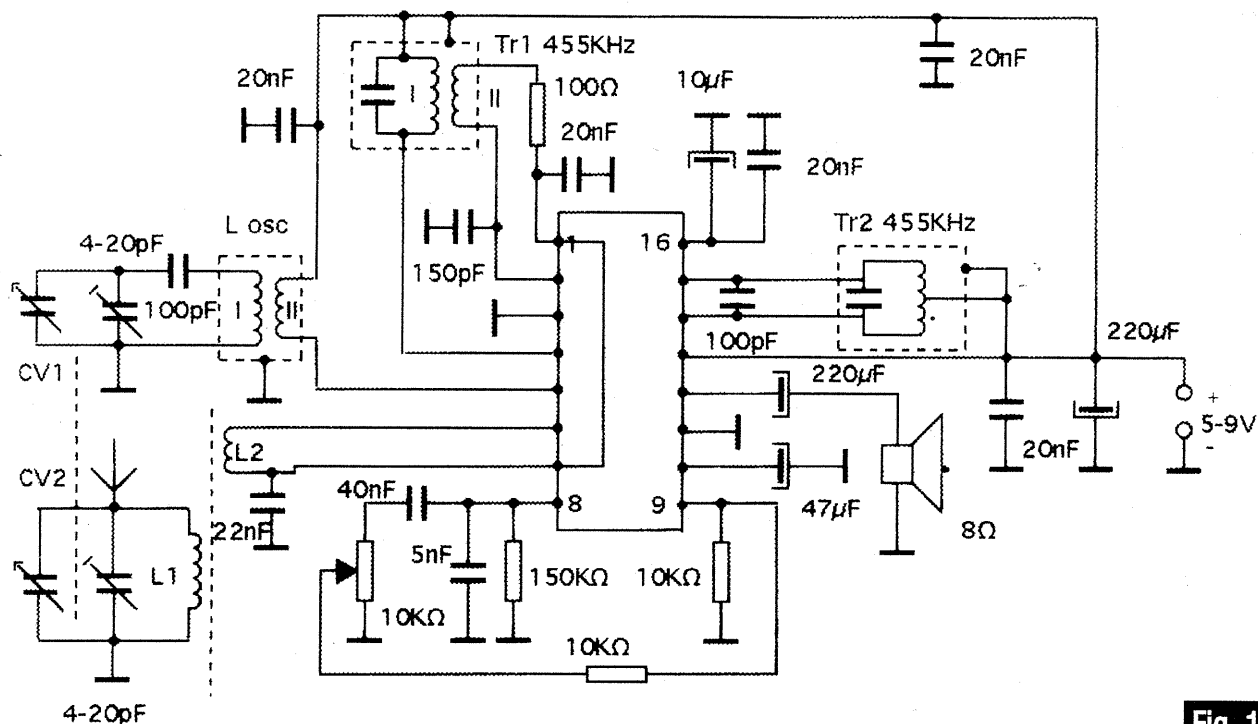 Tr1 455KHz
20nF
20nF
I
II
100Ω
10µF
20nF
20nF
L osc
Tr2 455KHz
4-20pF
1
16
150pF
100pF
I
II
100pF
220µF
CV1
220µF
+
5-9V
-
L2
20nF
CV2
40nF
8
9
47µF
22nF
8Ω
5nF
L1
150KΩ
10KΩ
10KΩ
10KΩ
4-20pF
Fig. 1